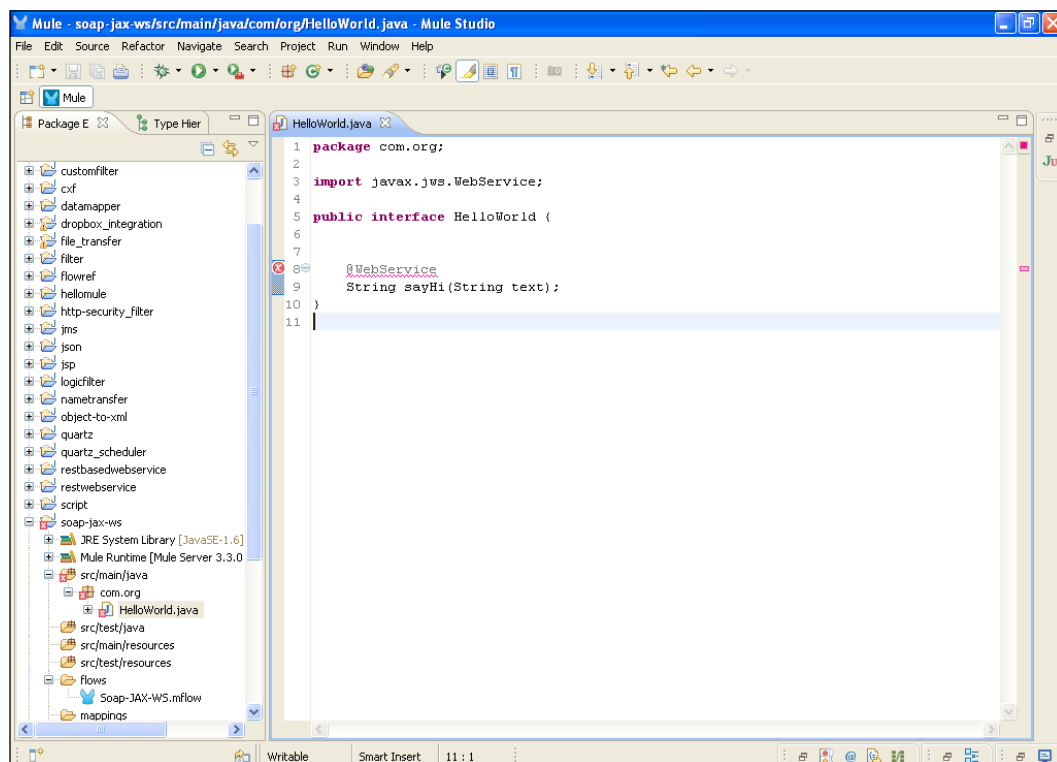 Mule - soap-jax-ws/src/main/java/com/org/HelloWorld.java - Mule Studio
File Edit Source Refactor Navigate Search Project Run Window Help
Mule
Package E
Type Hier
customfilter
cxf
datamapper
dropbox_integration
file_transfer
filter
flowref
hellomule
http-security_filter
jms
json
jsp
logicfilter
nametransfer
object-to-xml
quartz
quartz_scheduler
restbasedwebservice
restwebservice
script
soap-jax-ws
JRE System Library [JavaSE-1.6]
Mule Runtime [Mule Server 3.3.0
src/main/java
com.org
HelloWorld.java
src/test/java
src/main/resources
src/test/resources
flows
Soap-JAX-WS.mflow
mappings
HelloWorld.java
1 package com.org;
2
3 import javax.jws.WebService;
4
5 public interface HelloWorld {
6
7
8 @WebService
9 String sayHi(String text);
10 }
11
Ju
Writable Smart Insert 11 : 1